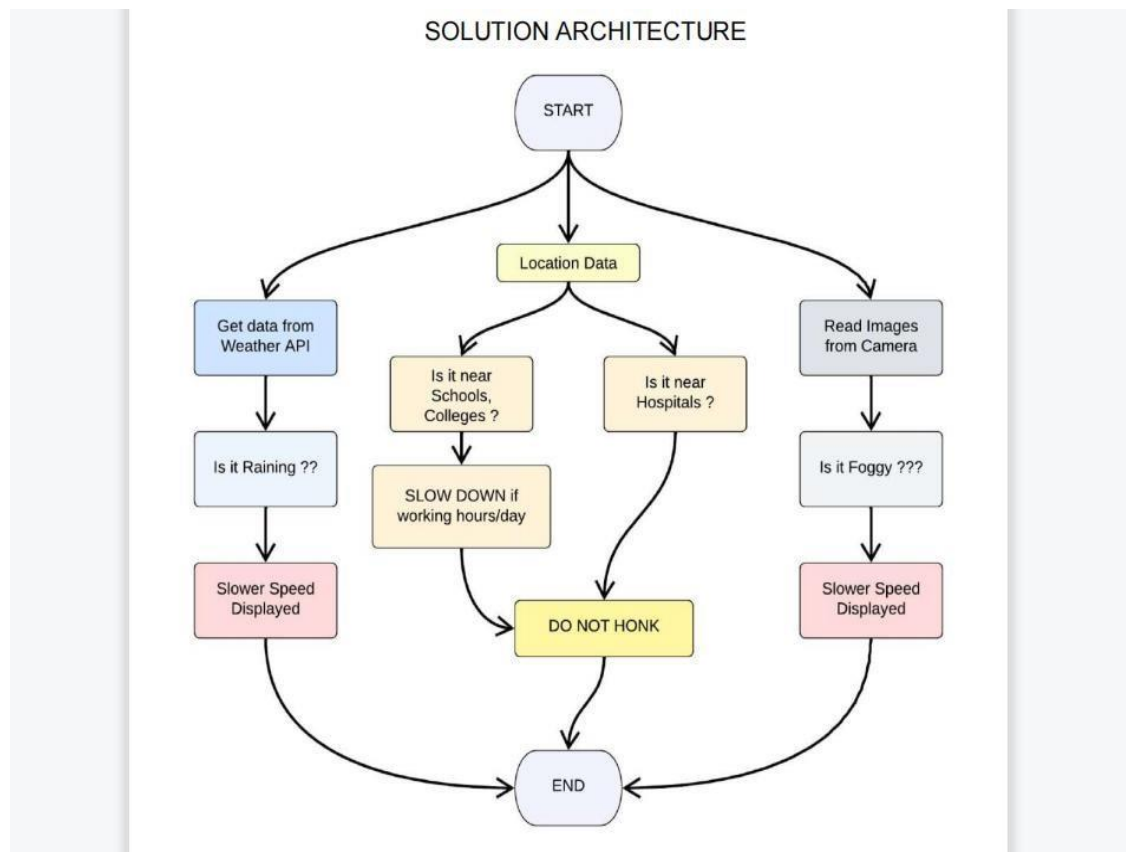 SOLUTION ARCHITECTURE
START
Location Data
Get data from
Weather API
Read Images
from Camera
Is it near
Schools,
Colleges ?
Is it near
Hospitals ?
Is it Raining ??
Is it Foggy ???
SLOW DOWN if
working hours/day
Slower Speed
Displayed
DO NOT HONK
Slower Speed
Displayed
END